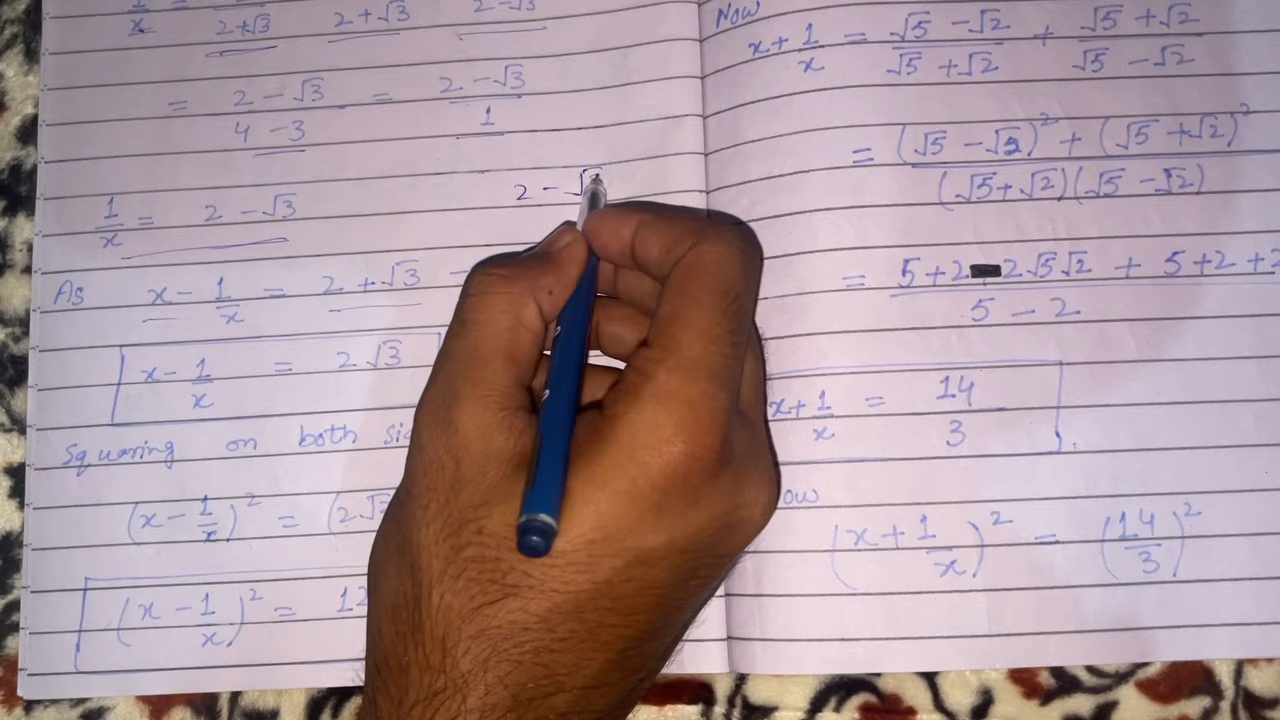 1/x = 2+√3 2+√3 2-√3
= 2-√3/4-3 = 2-√3/1
2-√
1/x = 2-√3
As x - 1/x = 2+√3 -
x - 1/x = 2√3
Squaring on both
(x - 1/x)² = (2√3
(x - 1/x)² = 12
Now
x + 1/x = √5-√2/√5+√2 + √5+√2/√5-√2
= (√5-√2)² + (√5+√2)²/(√5+√2)(√5-√2)
= 5+2-2√5√2 + 5+2+2/5-2
x + 1/x = 14/3
(x + 1/x)² = (14/3)²